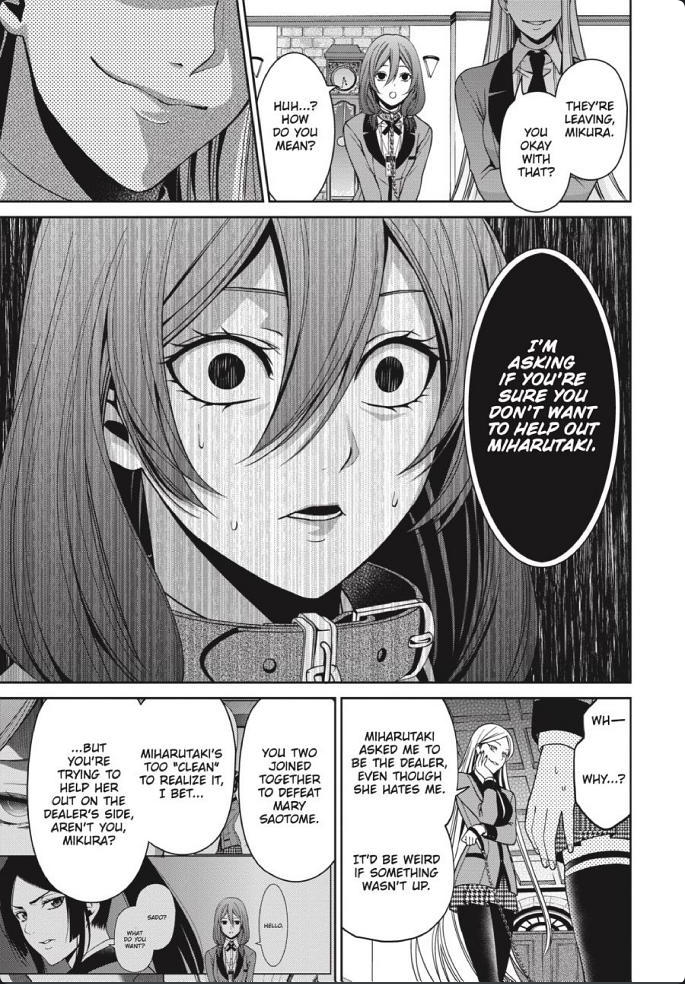 THEY'RE
LEAVING,
MIKURA.
YOU
OKAY
WITH
THAT?
HUH...?
HOW
DO YOU
MEAN?
I'M
ASKING
IF YOU'RE
SURE YOU
DON'T WANT
TO HELP OUT
MIHARUTAKI.
WH—
WHY...?
MIHARUTAKI
ASKED ME TO
BE THE DEALER,
EVEN THOUGH
SHE HATES ME.
IT'D BE WEIRD
IF SOMETHING
WASN'T UP.
YOU TWO
JOINED
TOGETHER
TO DEFEAT
MARY
SAOTOME.
MIHARUTAKI'S
TOO "CLEAN"
TO REALIZE IT,
I BET...
...BUT
YOU'RE
TRYING TO
HELP HER
OUT ON THE
DEALER'S SIDE,
AREN'T YOU,
MIKURA?
HELLO.
SADO?
WHAT
DO YOU
WANT?